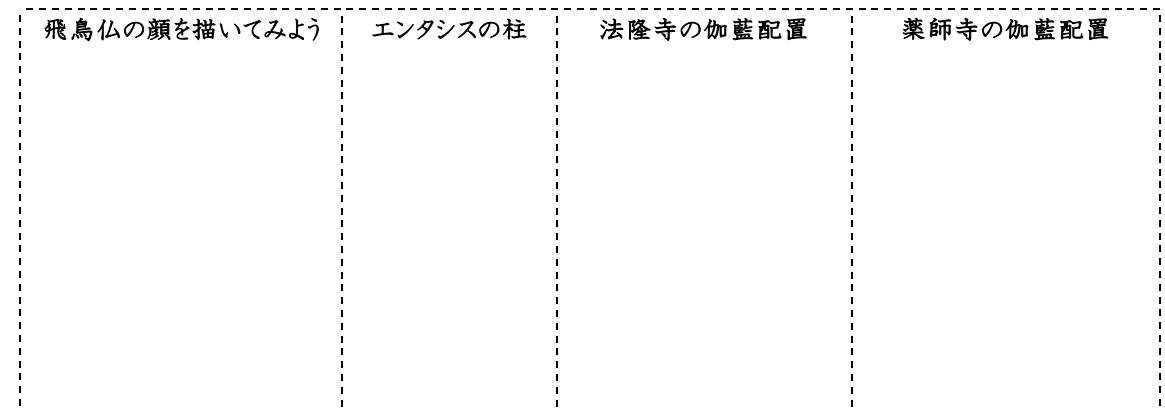 飛鳥仏の顔を描いてみよう
エンタシスの柱
法隆寺の伽藍配置
薬師寺の伽藍配置